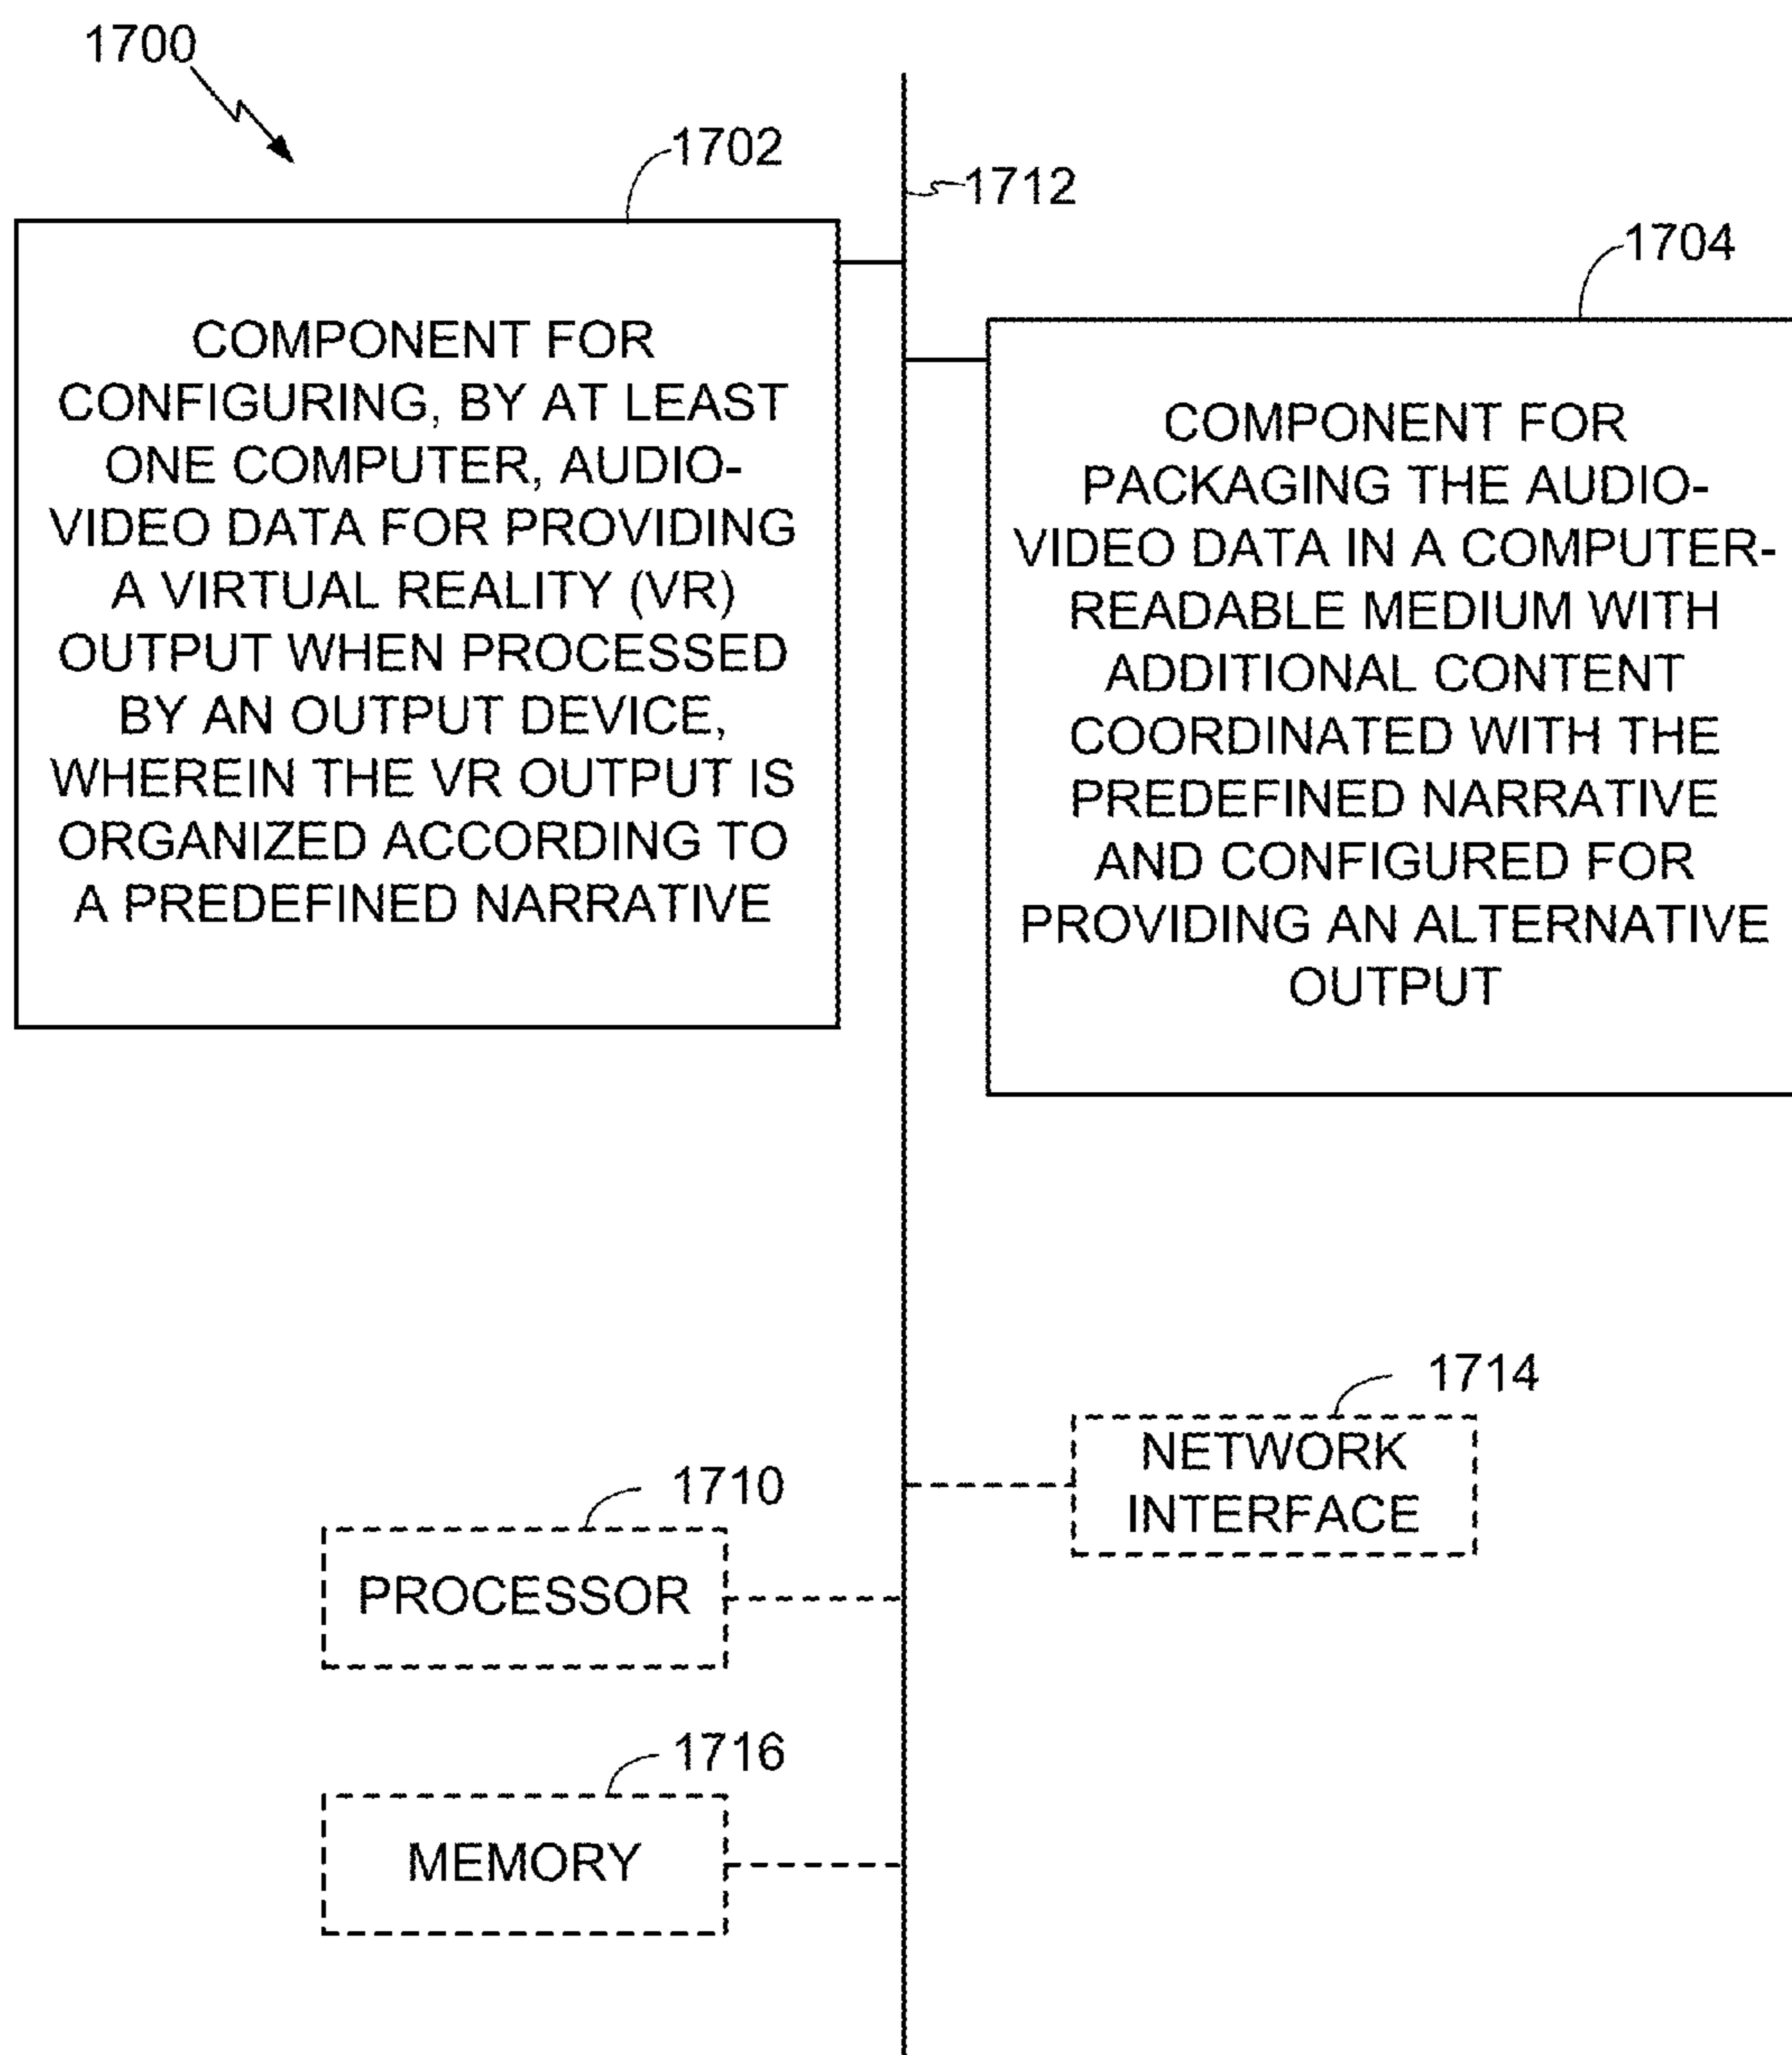 1700
1702
1712
1704
COMPONENT FOR
CONFIGURING, BY AT LEAST
ONE COMPUTER, AUDIO-
VIDEO DATA FOR PROVIDING
A VIRTUAL REALITY (VR)
OUTPUT WHEN PROCESSED
BY AN OUTPUT DEVICE,
WHEREIN THE VR OUTPUT IS
ORGANIZED ACCORDING TO
A PREDEFINED NARRATIVE
COMPONENT FOR
PACKAGING THE AUDIO-
VIDEO DATA IN A COMPUTER-
READABLE MEDIUM WITH
ADDITIONAL CONTENT
COORDINATED WITH THE
PREDEFINED NARRATIVE
AND CONFIGURED FOR
PROVIDING AN ALTERNATIVE
OUTPUT
1714
NETWORK
INTERFACE
1710
PROCESSOR
1716
MEMORY